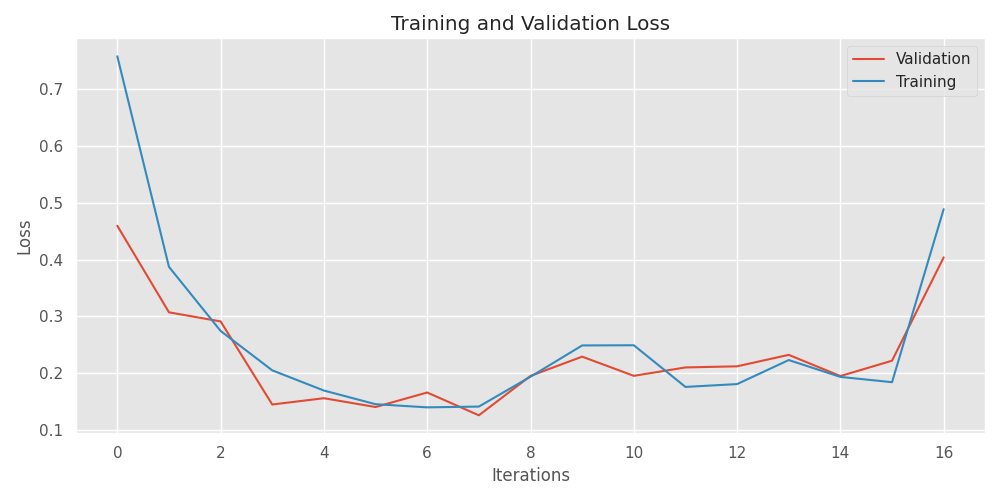 Training and Validation Loss
Validation
Training
0.7
0.6
0.5
0.4
0.3
0.2
0.1
Loss
0 2 4 6 8 10 12 14 16
Iterations